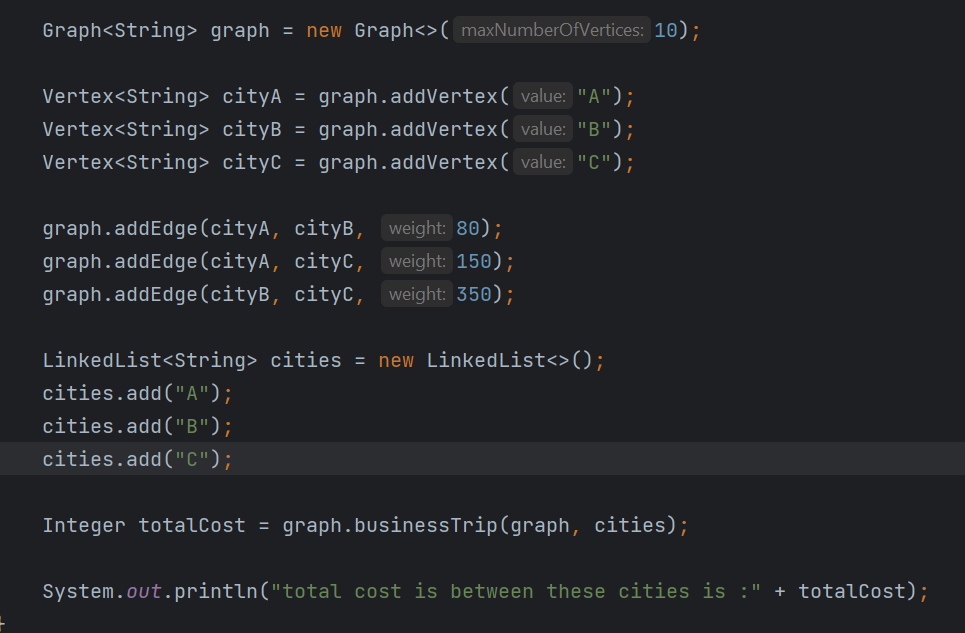 Graph<String> graph = new Graph<>( maxNumberOfVertices: 10);
Vertex<String> cityA = graph.addVertex( value: "A");
Vertex<String> cityB = graph.addVertex( value: "B");
Vertex<String> cityC = graph.addVertex( value: "C");
graph.addEdge(cityA, cityB, weight: 80);
graph.addEdge(cityA, cityC, weight: 150);
graph.addEdge(cityB, cityC, weight: 350);
LinkedList<String> cities = new LinkedList<>();
cities.add("A");
cities.add("B");
cities.add("C");
Integer totalCost = graph.businessTrip(graph, cities);
System.out.println("total cost is between these cities is :" + totalCost);